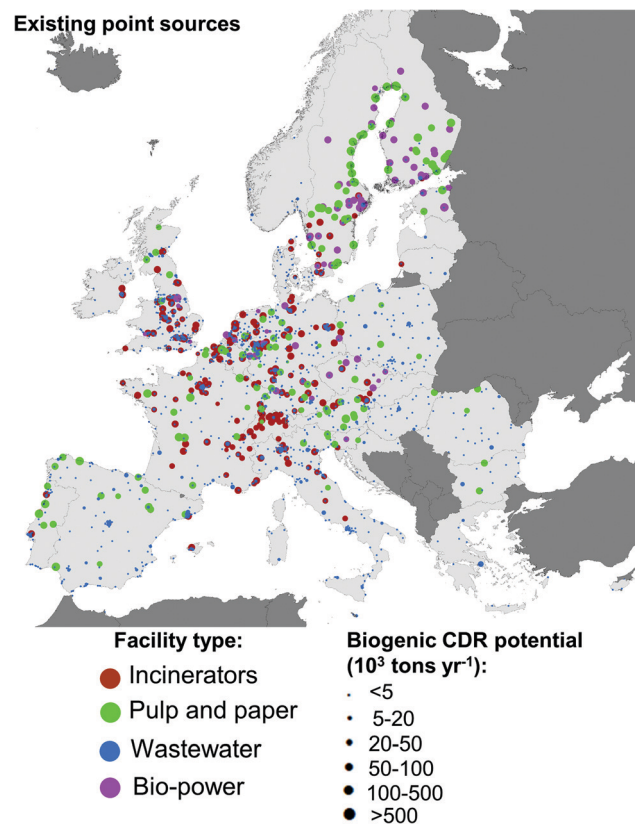 Existing point sources
Facility type:
Incinerators
Pulp and paper
Wastewater
Bio-power
Biogenic CDR potential
(10³ tons yr⁻¹):
<5
5-20
20-50
50-100
100-500
>500